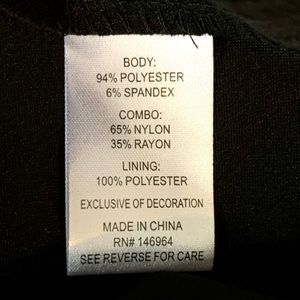 BODY:
94% POLYESTER
6% SPANDEX
COMBO:
65% NYLON
35% RAYON
LINING:
100% POLYESTER
EXCLUSIVE OF DECORATION
MADE IN CHINA
RN# 146964
SEE REVERSE FOR CARE